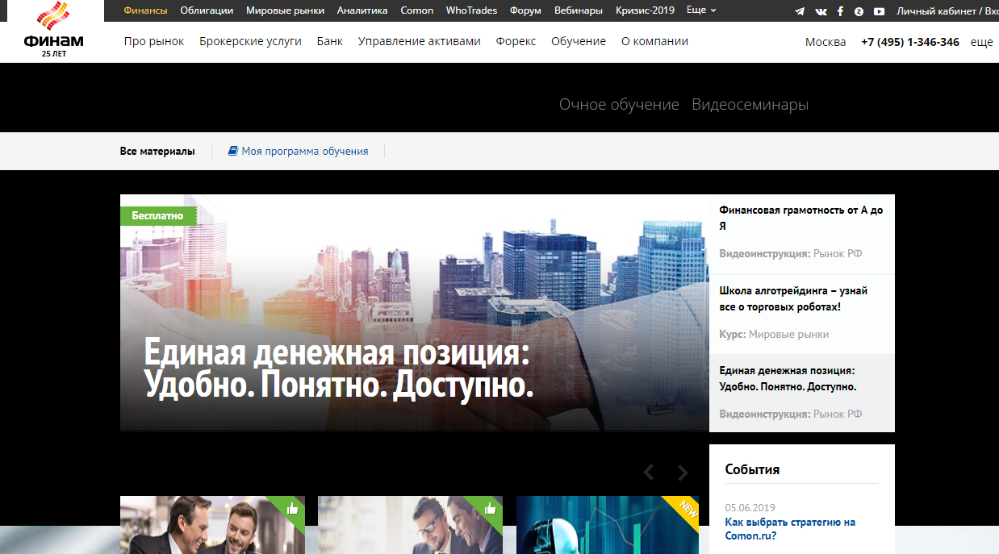 Финансы Облигации Мировые рынки Аналитика Comon WhoTrades Форум Вебинары Кризис-2019 Еще
Личный кабинет / Вхо
ФИНАМ
25 ЛЕТ
Про рынок Брокерские услуги Банк Управление активами Форекс Обучение О компании
Москва +7 (495) 1-346-346 еще
Очное обучение Видеосеминары
Все материалы Моя программа обучения
Бесплатно
Единая денежная позиция:
Удобно. Понятно. Доступно.
Финансовая грамотность от А до
Я
Видеоинструкция: Рынок РФ
Школа алготрейдинга – узнай
все о торговых роботах!
Курс: Мировые рынки
Единая денежная позиция:
Удобно. Понятно. Доступно.
Видеоинструкция: Рынок РФ
NEW
События
05.06.2019
Как выбрать стратегию на
Comon.ru?